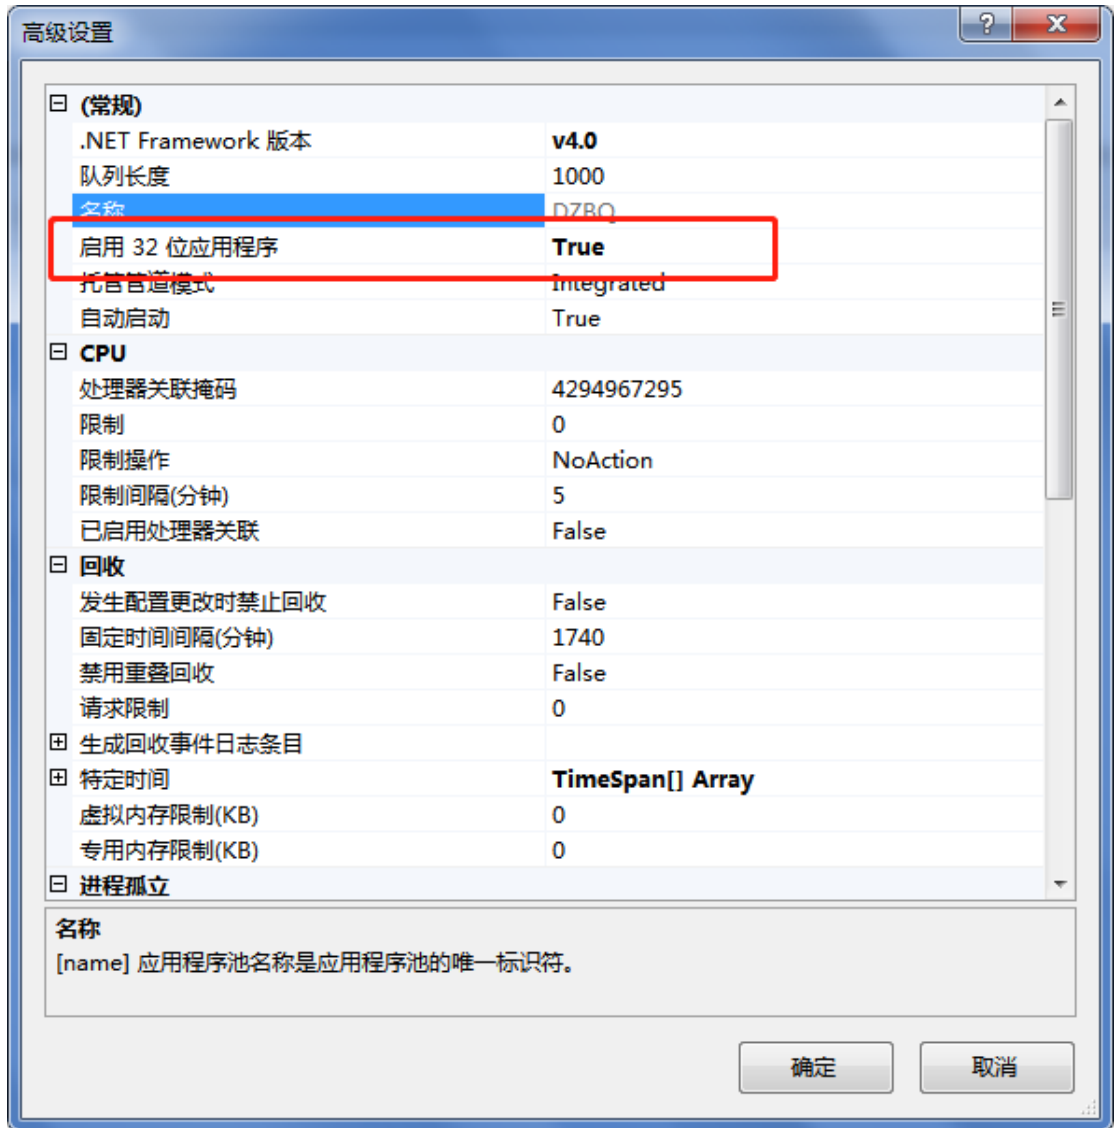 高级设置
(常规)
.NET Framework 版本 v4.0
队列长度 1000
名称 DZBQ
启用 32 位应用程序 True
托管管道模式 Integrated
自动启动 True
CPU
处理器关联掩码 4294967295
限制 0
限制操作 NoAction
限制间隔(分钟) 5
已启用处理器关联 False
回收
发生配置更改时禁止回收 False
固定时间间隔(分钟) 1740
禁用重叠回收 False
请求限制 0
生成回收事件日志条目
特定时间 TimeSpan[] Array
虚拟内存限制(KB) 0
专用内存限制(KB) 0
进程孤立
名称
[name] 应用程序池名称是应用程序池的唯一标识符。
确定 取消